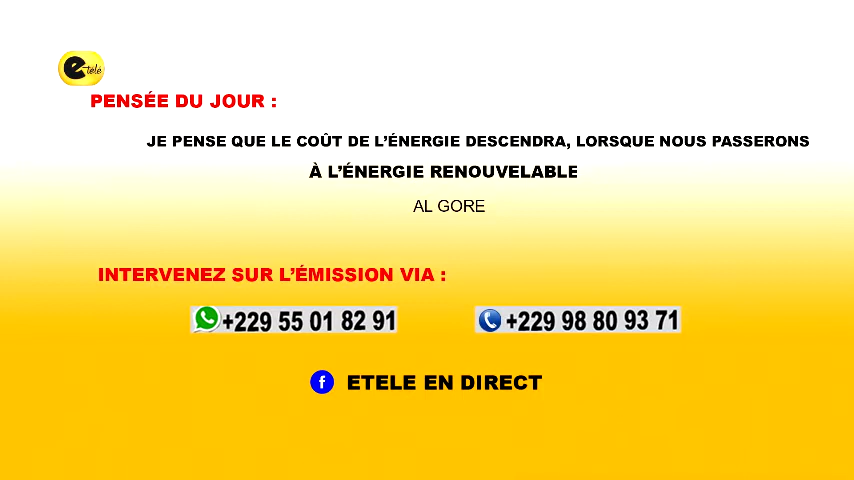 e-télé
PENSÉE DU JOUR :
JE PENSE QUE LE COÛT DE L’ÉNERGIE DESCENDRA, LORSQUE NOUS PASSERONS
À L’ÉNERGIE RENOUVELABLE
AL GORE
INTERVENEZ SUR L’ÉMISSION VIA :
+229 55 01 82 91
+229 98 80 93 71
f ETELE EN DIRECT